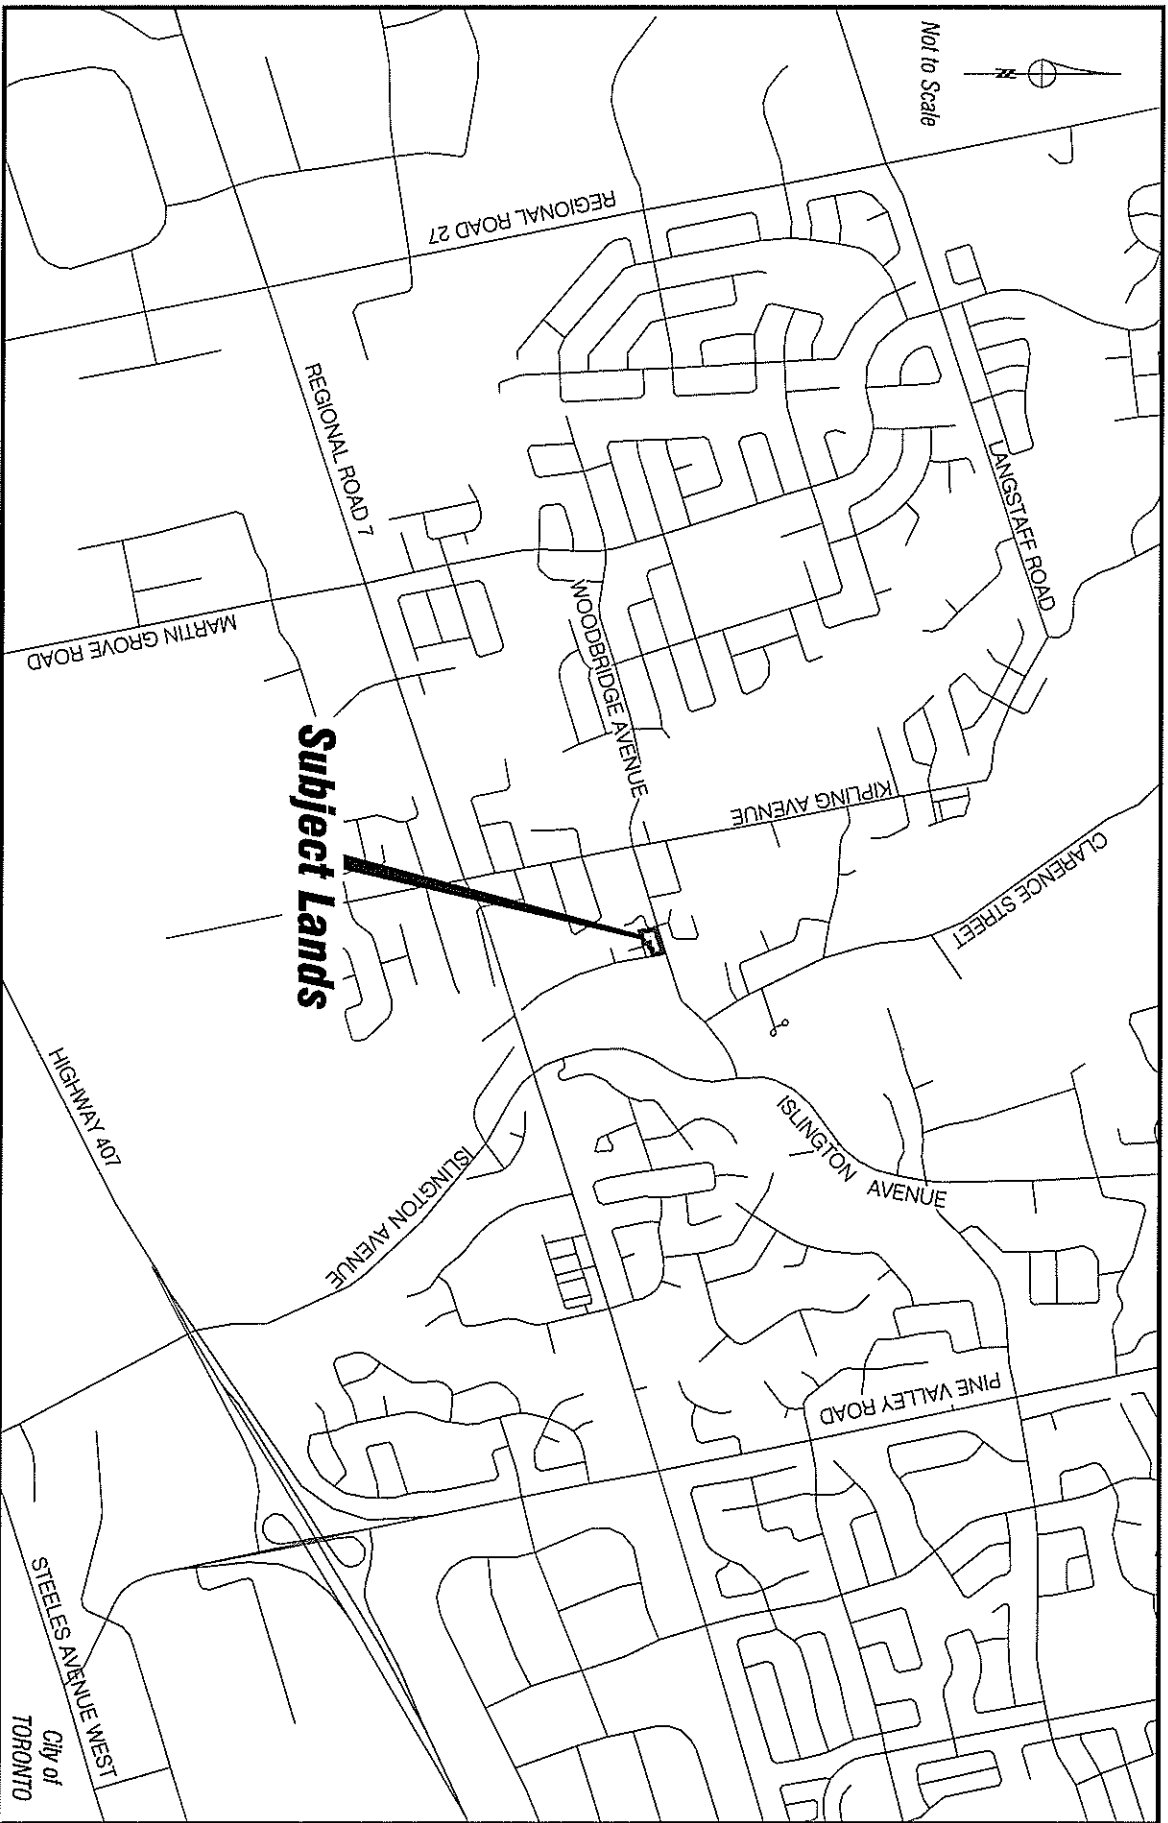 Not to Scale
N
REGIONAL ROAD 27
LANGSTAFF ROAD
REGIONAL ROAD 7
MARTIN GROVE ROAD
WOODBRIDGE AVENUE
KIPLING AVENUE
CLARENCE STREET
Subject Lands
ISLINGTON AVENUE
HIGHWAY 407
ISLINGTON AVENUE
PINE VALLEY ROAD
STEELES AVENUE WEST
City of
TORONTO